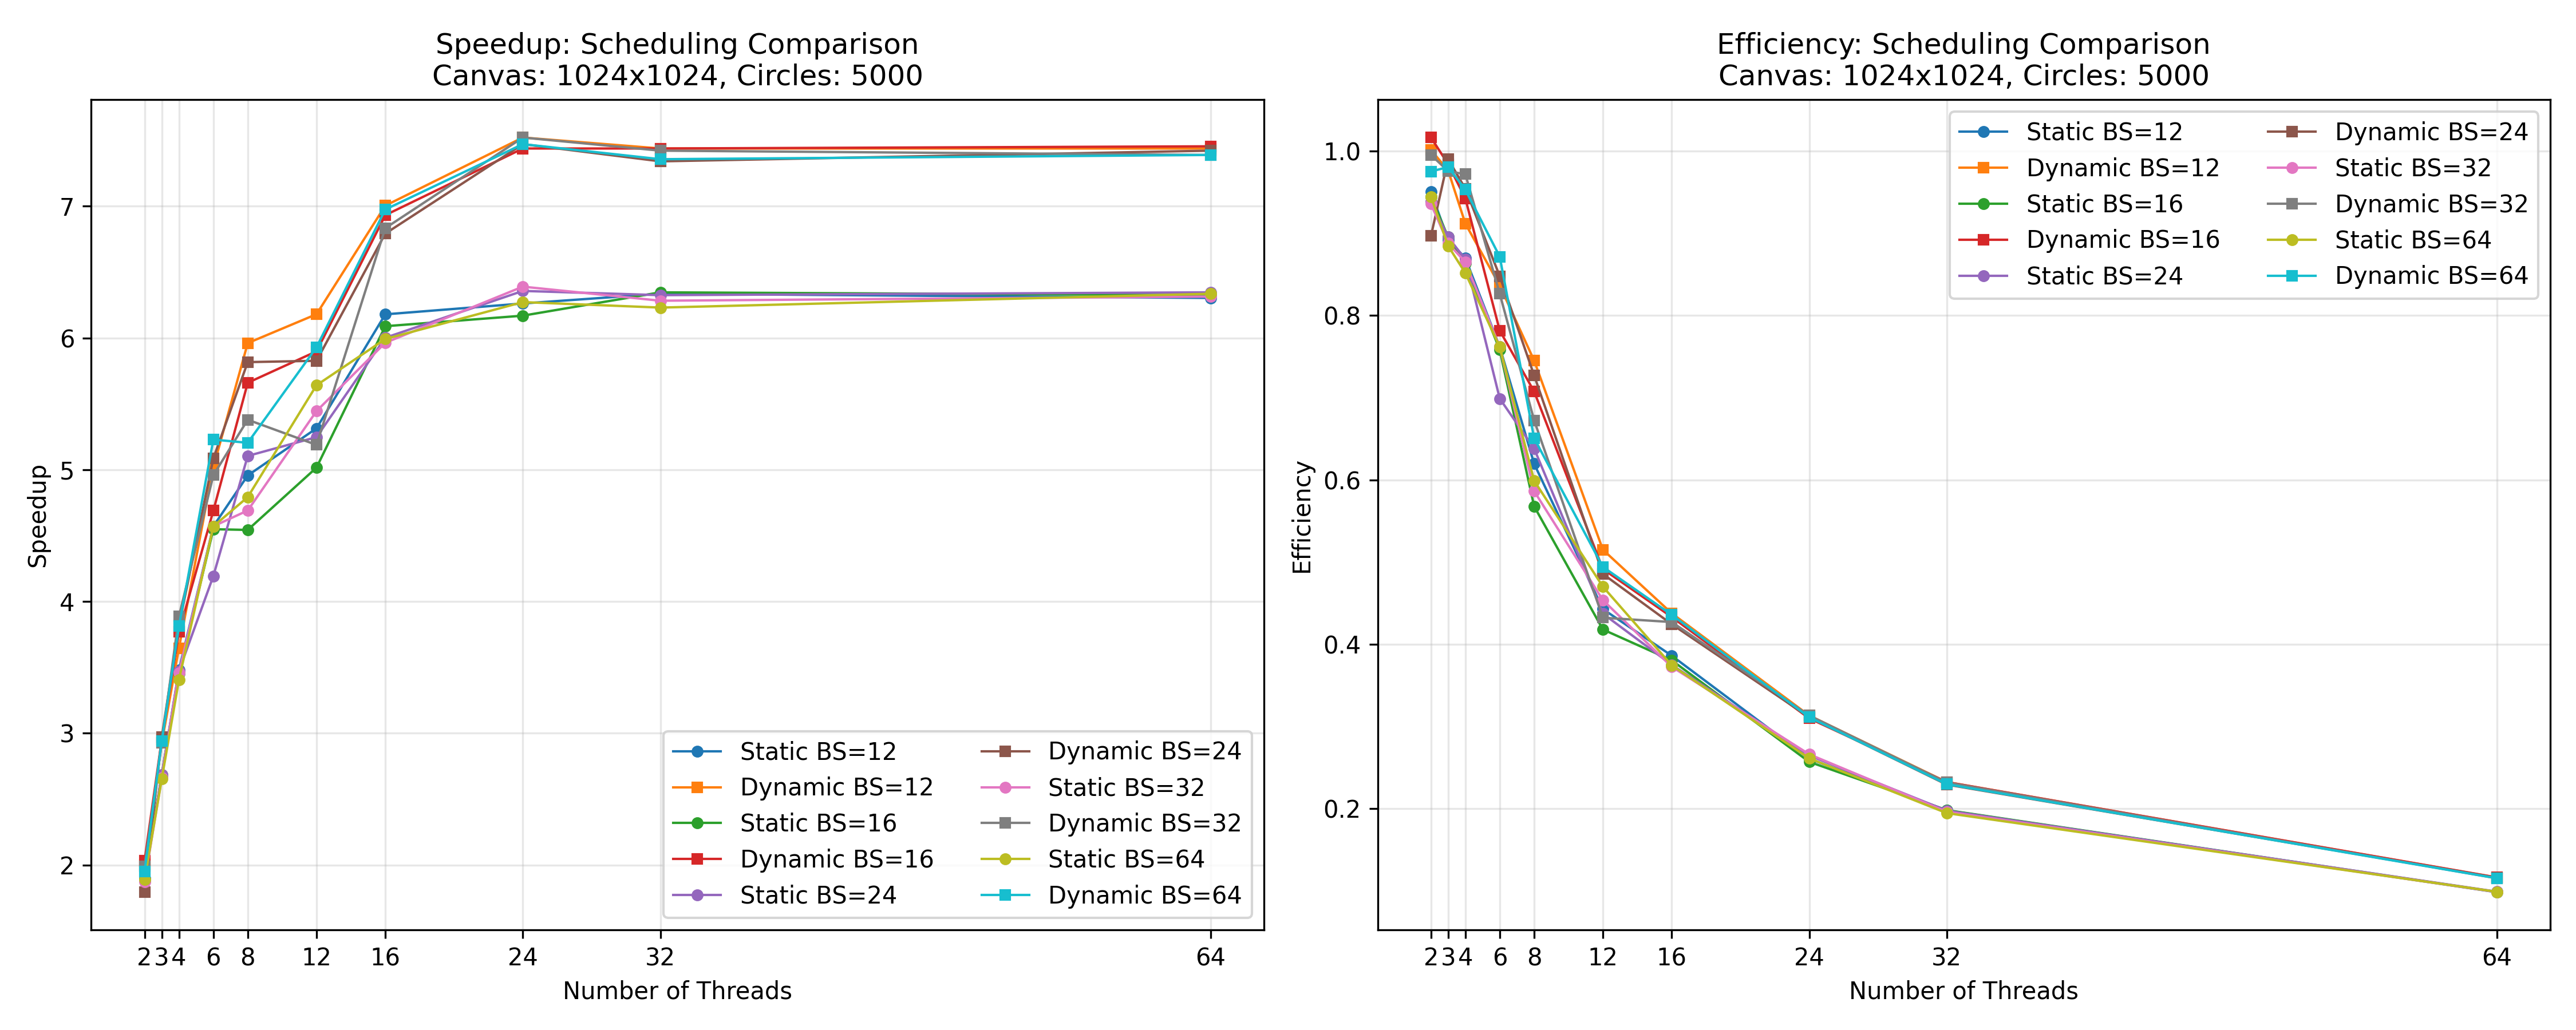 Speedup: Scheduling Comparison
Canvas: 1024x1024, Circles: 5000
7
6
5
4
3
2
Speedup
Static BS=12
Dynamic BS=12
Static BS=16
Dynamic BS=16
Static BS=24
Dynamic BS=24
Static BS=32
Dynamic BS=32
Static BS=64
Dynamic BS=64
2 3 4 6 8 12 16 24 32 64
Number of Threads
Efficiency: Scheduling Comparison
Canvas: 1024x1024, Circles: 5000
1.0
0.8
0.6
0.4
0.2
Efficiency
Static BS=12
Dynamic BS=12
Static BS=16
Dynamic BS=16
Static BS=24
Dynamic BS=24
Static BS=32
Dynamic BS=32
Static BS=64
Dynamic BS=64
2 3 4 6 8 12 16 24 32 64
Number of Threads